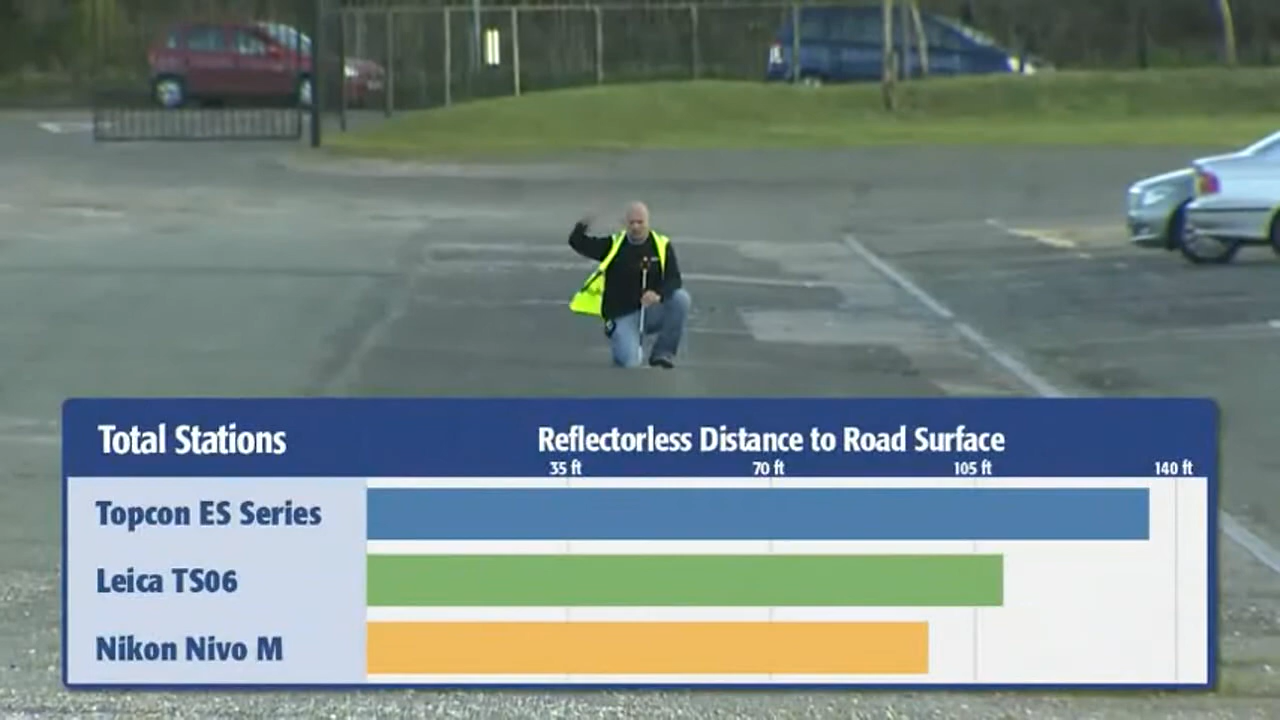 Total Stations
Reflectorless Distance to Road Surface
35 ft 70 ft 105 ft 140 ft
Topcon ES Series
Leica TS06
Nikon Nivo M